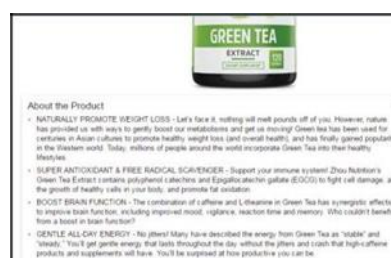 GREEN TEA
EXTRACT
120
About the Product
NATURALLY PROMOTE WEIGHT LOSS - Let's face it, nothing will melt pounds off of you. However, nature
has provided us with ways to gently boost our metabolisms and get us moving! Green tea has been used for
centuries in Asian cultures to promote healthy weight loss (and overall health), and has finally gained populari
in the Western world. Today, millions of people around the world incorporate Green Tea into their healthy
lifestyles.
SUPER ANTIOXIDANT & FREE RADICAL SCAVENGER - Support your immune system! Zhou Nutrition's
Green Tea Extract contains polyphenol catechins and Epigallocatechin gallate (EGCG) to fight cell damage, a
the growth of healthy cells in your body, and promote fat oxidation.
BOOST BRAIN FUNCTION - The combination of caffeine and L-theanine in Green Tea has synergistic effects
to improve brain function, including improved mood, vigilance, reaction time and memory. Who couldn't benefi
from a boost in brain function?
GENTLE ALL-DAY ENERGY - No jitters! Many have described the energy from Green Tea as "stable" and
"steady." You'll get gentle energy that lasts throughout the day without the jitters and crash that high-caffeine
products and supplements will have. You'll be surprised at how productive you can be.